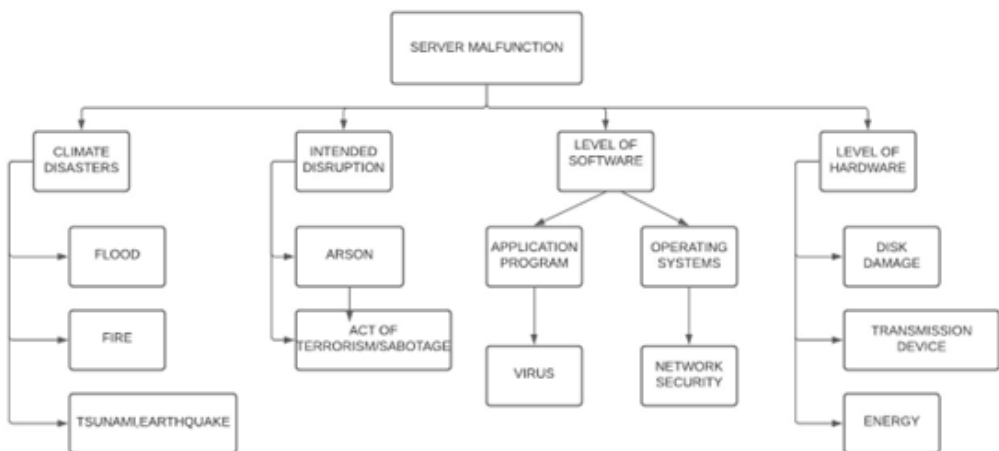 SERVER MALFUNCTION
CLIMATE
DISASTERS
INTENDED
DISRUPTION
LEVEL OF
SOFTWARE
LEVEL OF
HARDWARE
FLOOD
ARSON
APPLICATION
PROGRAM
OPERATING
SYSTEMS
DISK
DAMAGE
FIRE
ACT OF
TERRORISM/SABOTAGE
VIRUS
NETWORK
SECURITY
TRANSMISSION
DEVICE
TSUNAMI,EARTHQUAKE
ENERGY